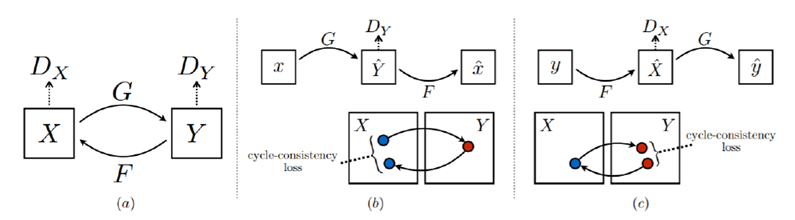 D_X D_Y
G
X Y
F
(a)
D_Y
G
x Ŷ x̂
F
X Y
cycle-consistency
loss
(b)
D_X
G
y X̂ ŷ
F
X Y
cycle-consistency
loss
(c)